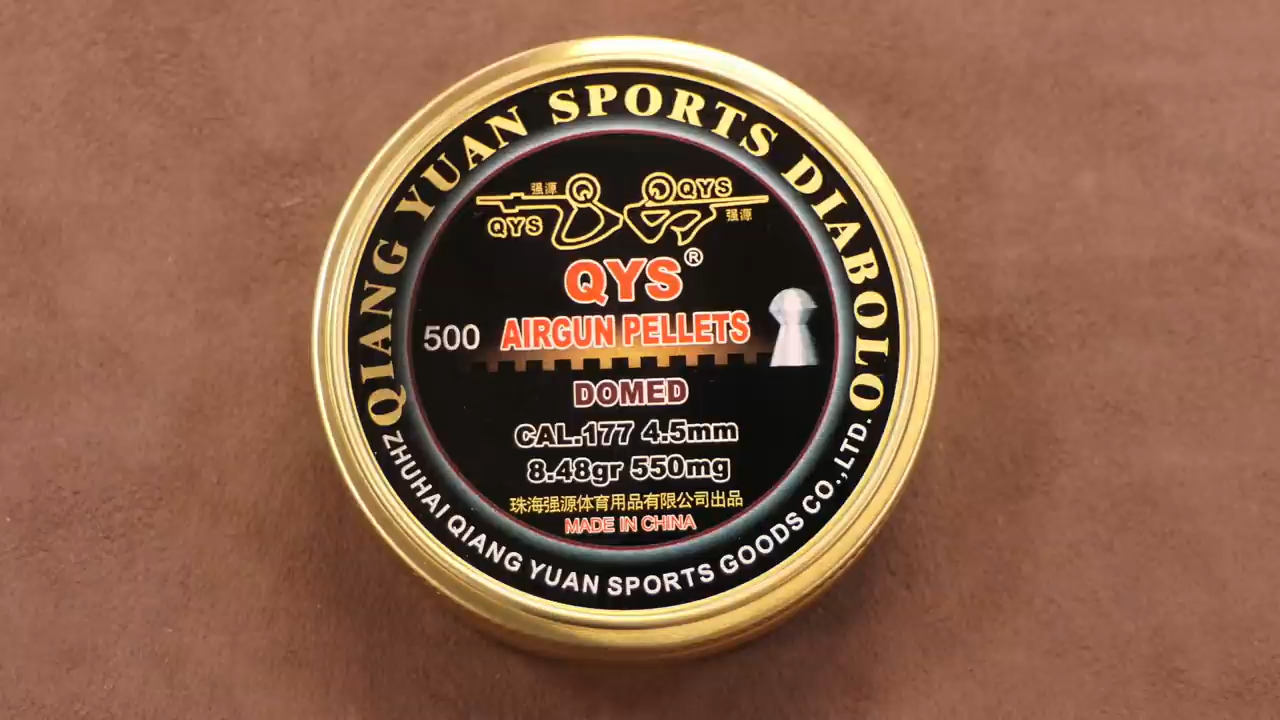 QIANG YUAN SPORTS DIABOLO
强源
QYS
QYS
强源
QYS®
500 AIRGUN PELLETS
DOMED
CAL.177 4.5mm
8.48gr 550mg
珠海强源体育用品有限公司出品
MADE IN CHINA
ZHUHAI QIANG YUAN SPORTS GOODS CO.,LTD.